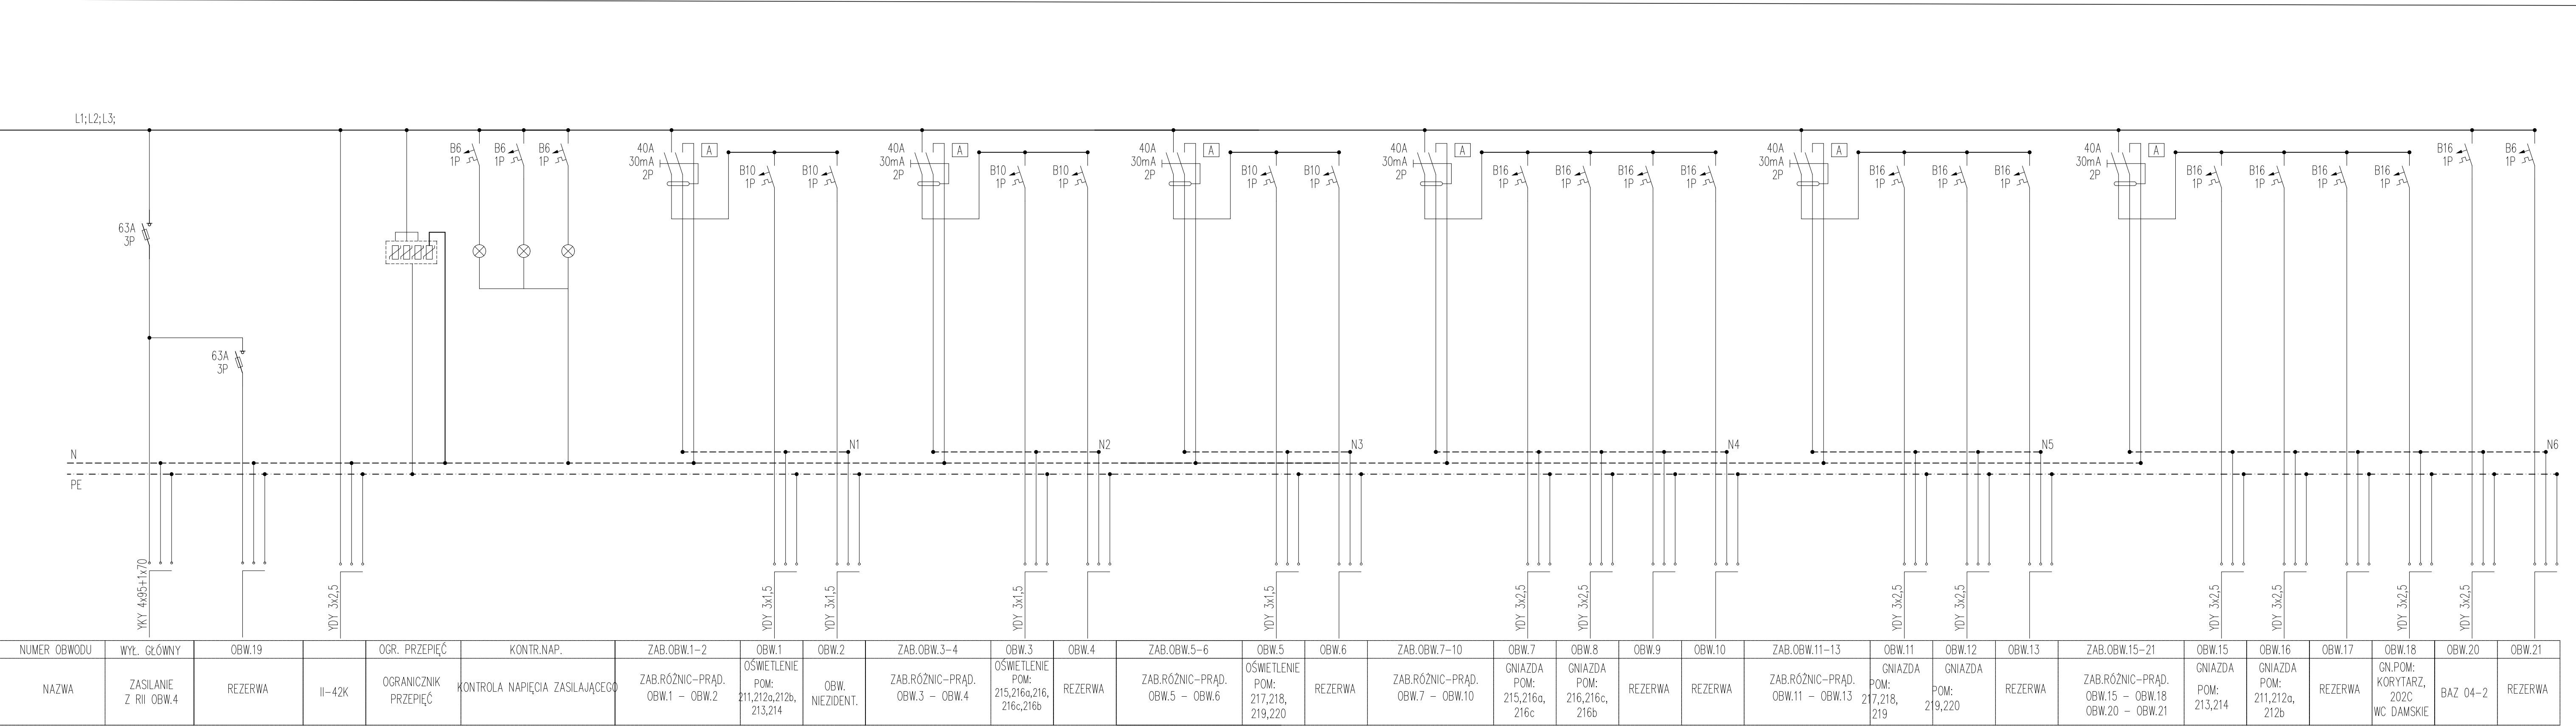 L1;L2;L3;
63A
3P
63A
3P
B6
1P
B6
1P
B6
1P
40A
30mA
2P
A
B10
1P
B10
1P
40A
30mA
2P
A
B10
1P
B10
1P
40A
30mA
2P
A
B10
1P
B10
1P
40A
30mA
2P
A
B16
1P
B16
1P
B16
1P
B16
1P
40A
30mA
2P
A
B16
1P
B16
1P
B16
1P
40A
30mA
2P
A
B16
1P
B16
1P
B16
1P
B16
1P
B16
1P
B6
1P
N
N1
N2
N3
N4
N5
N6
PE
YKY 4x95+1x70
YDY 3x2,5
YDY 3x1,5
YDY 3x1,5
YDY 3x1,5
YDY 3x1,5
YDY 3x2,5
YDY 3x2,5
YDY 3x2,5
YDY 3x2,5
YDY 3x2,5
YDY 3x2,5
YDY 3x2,5
YDY 3x2,5
NUMER OBWODU
WYŁ. GŁÓWNY
OBW.19
OGR. PRZEPIĘĆ
KONTR.NAP.
ZAB.OBW.1-2
OBW.1
OBW.2
ZAB.OBW.3-4
OBW.3
OBW.4
ZAB.OBW.5-6
OBW.5
OBW.6
ZAB.OBW.7-10
OBW.7
OBW.8
OBW.9
OBW.10
ZAB.OBW.11-13
OBW.11
OBW.12
OBW.13
ZAB.OBW.15-21
OBW.15
OBW.16
OBW.17
OBW.18
OBW.20
OBW.21
NAZWA
ZASILANIE
Z RII OBW.4
REZERWA
II-42K
OGRANICZNIK
PRZEPIĘĆ
KONTROLA NAPIĘCIA ZASILAJĄCEGO
ZAB.RÓŻNIC-PRĄD.
OBW.1 - OBW.2
OŚWIETLENIE
POM:
211,212a,212b,
213,214
OBW.
NIEZIDENT.
ZAB.RÓŻNIC-PRĄD.
OBW.3 - OBW.4
OŚWIETLENIE
POM:
215,216a,216,
216c,216b
REZERWA
ZAB.RÓŻNIC-PRĄD.
OBW.5 - OBW.6
OŚWIETLENIE
POM:
217,218,
219,220
REZERWA
ZAB.RÓŻNIC-PRĄD.
OBW.7 - OBW.10
GNIAZDA
POM:
215,216a,
216c
GNIAZDA
POM:
216,216c,
216b
REZERWA
REZERWA
ZAB.RÓŻNIC-PRĄD.
OBW.11 - OBW.13
GNIAZDA
POM:
217,218,
219
GNIAZDA
POM:
219,220
REZERWA
ZAB.RÓŻNIC-PRĄD.
OBW.15 - OBW.18
OBW.20 - OBW.21
GNIAZDA
POM:
213,214
GNIAZDA
POM:
211,212a,
212b
REZERWA
GN.POM:
KORYTARZ,
202C
WC DAMSKIE
BAZ 04-2
REZERWA